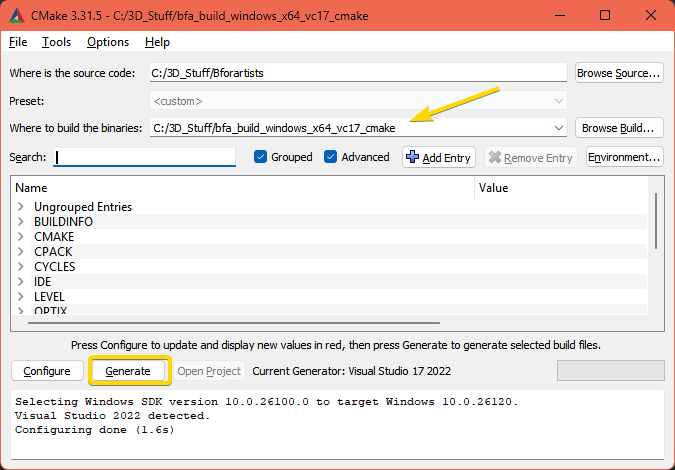 CMake 3.31.5 - C:/3D_Stuff/bfa_build_windows_x64_vc17_cmake
File Tools Options Help
Where is the source code: C:/3D_Stuff/Bforartists Browse Source...
Preset: <custom>
Where to build the binaries: C:/3D_Stuff/bfa_build_windows_x64_vc17_cmake Browse Build...
Search: Grouped Advanced Add Entry Remove Entry Environment...
Name Value
Ungrouped Entries
BUILDINFO
CMAKE
CPACK
CYCLES
IDE
LEVEL
OPTIX
Press Configure to update and display new values in red, then press Generate to generate selected build files.
Configure Generate Open Project Current Generator: Visual Studio 17 2022
Selecting Windows SDK version 10.0.26100.0 to target Windows 10.0.26120.
Visual Studio 2022 detected.
Configuring done (1.6s)